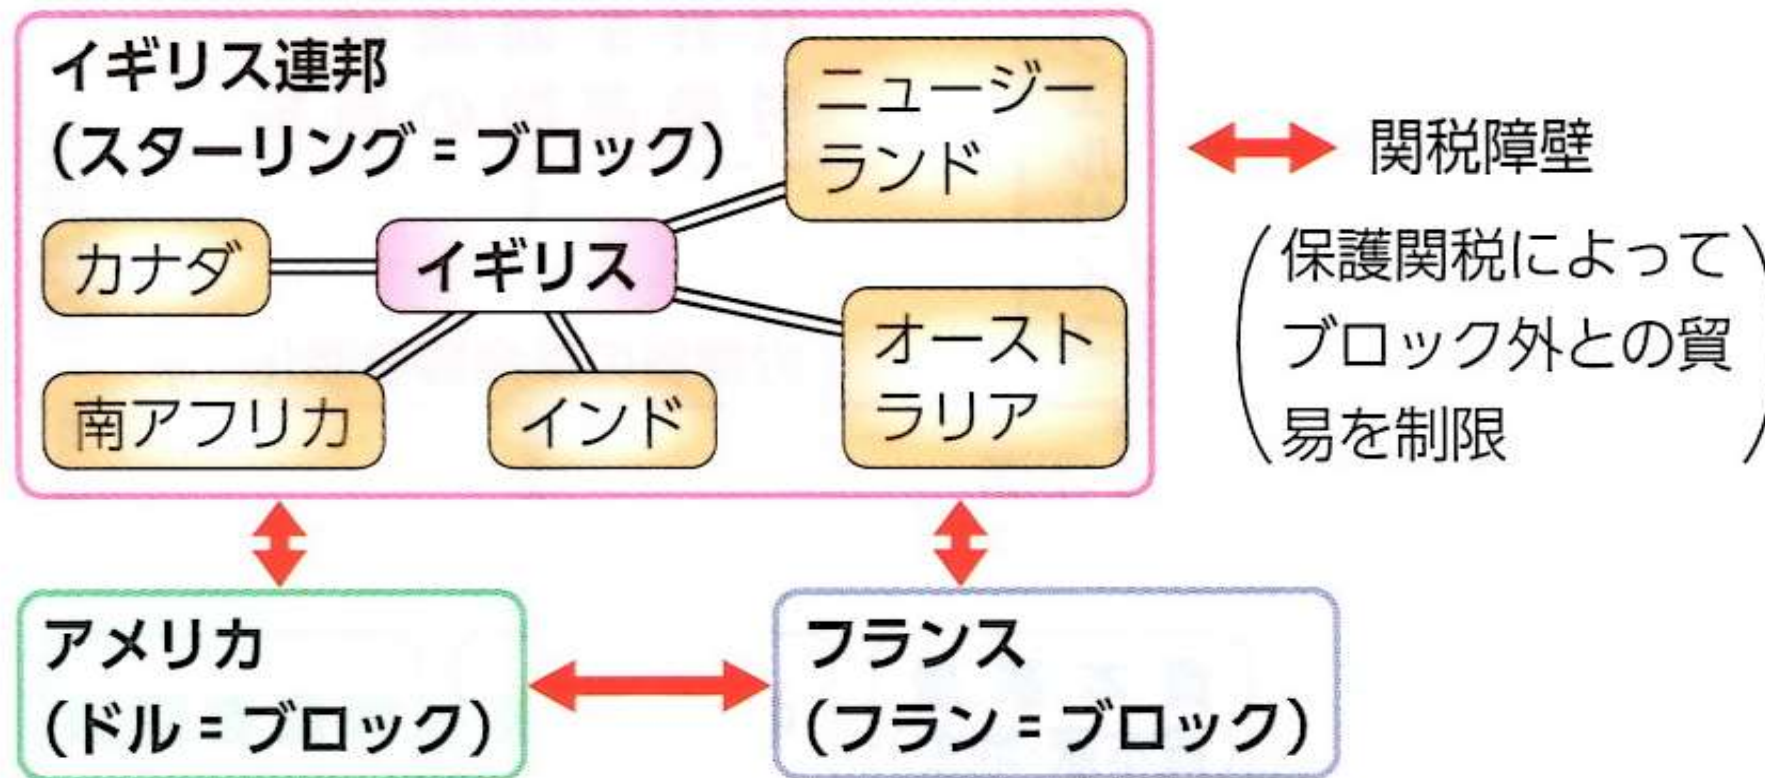 イギリス連邦
(スターリング=ブロック)
ニュージー
ランド
カナダ
イギリス
南アフリカ
インド
オースト
ラリア
関税障壁
(保護関税によって
ブロック外との貿
易を制限)
アメリカ
(ドル=ブロック)
フランス
(フラン=ブロック)